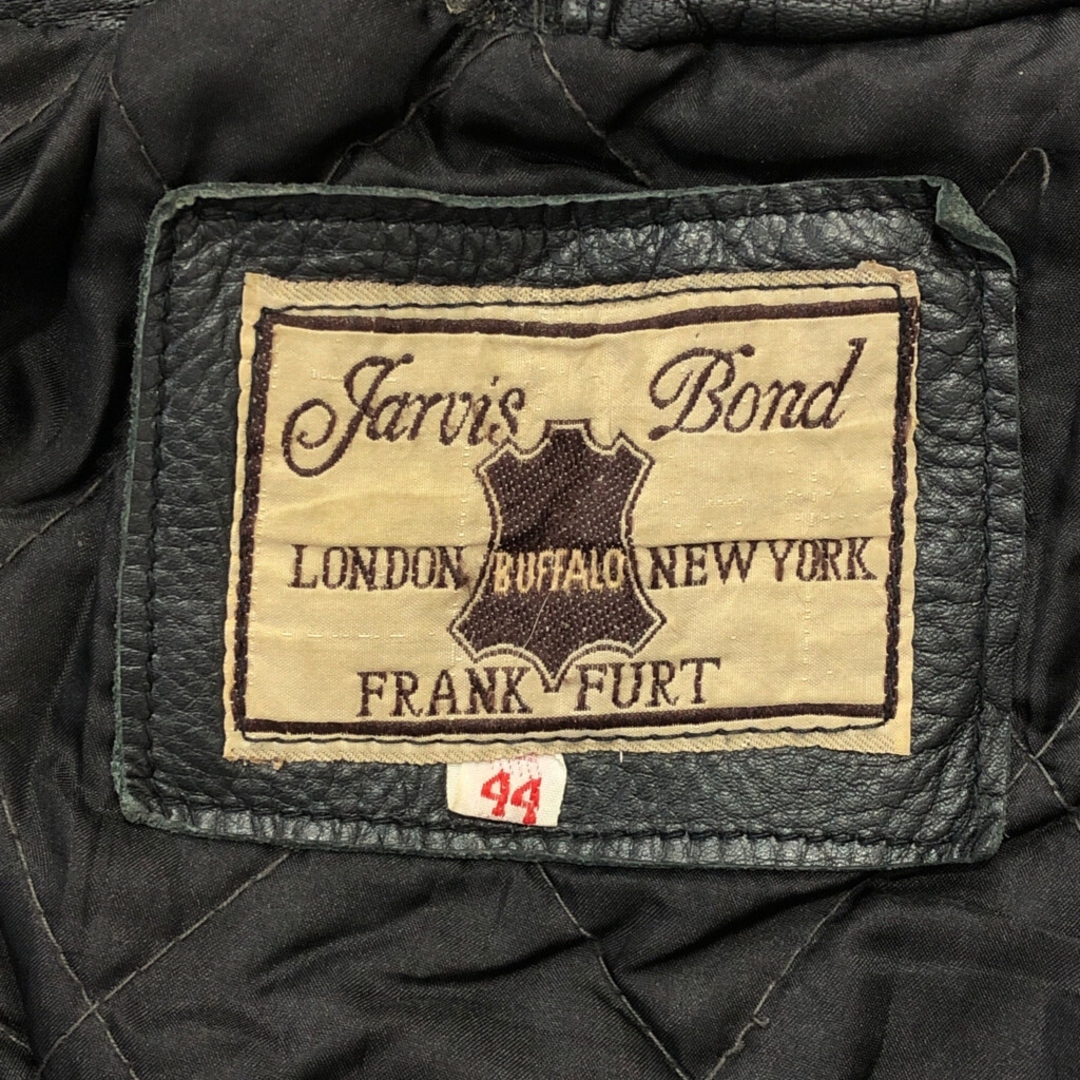 Jarvis Bond
LONDON BUFFALO NEW YORK
FRANK FURT
44